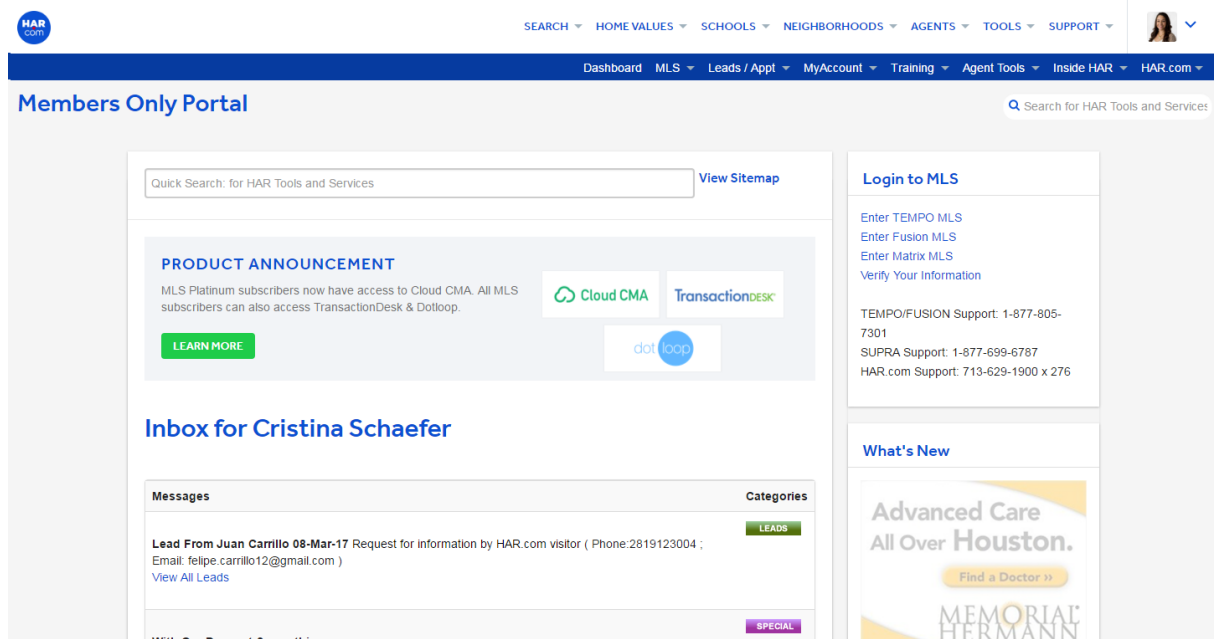 HAR
com
SEARCH HOME VALUES SCHOOLS NEIGHBORHOODS AGENTS TOOLS SUPPORT
Dashboard MLS Leads / Appt MyAccount Training Agent Tools Inside HAR HAR.com
Members Only Portal
Search for HAR Tools and Services
Quick Search: for HAR Tools and Services
View Sitemap
PRODUCT ANNOUNCEMENT
MLS Platinum subscribers now have access to Cloud CMA. All MLS
subscribers can also access TransactionDesk & Dotloop.
LEARN MORE
Cloud CMA
TransactionDESK
dotloop
Inbox for Cristina Schaefer
Messages Categories
LEADS
Lead From Juan Carrillo 08-Mar-17 Request for information by HAR.com visitor ( Phone:2819123004 ;
Email: felipe.carrillo12@gmail.com )
View All Leads
SPECIAL
Login to MLS
Enter TEMPO MLS
Enter Fusion MLS
Enter Matrix MLS
Verify Your Information
TEMPO/FUSION Support: 1-877-805-
7301
SUPRA Support: 1-877-699-6787
HAR.com Support: 713-629-1900 x 276
What's New
Advanced Care
All Over Houston.
Find a Doctor »
MEMORIAL
HERMANN